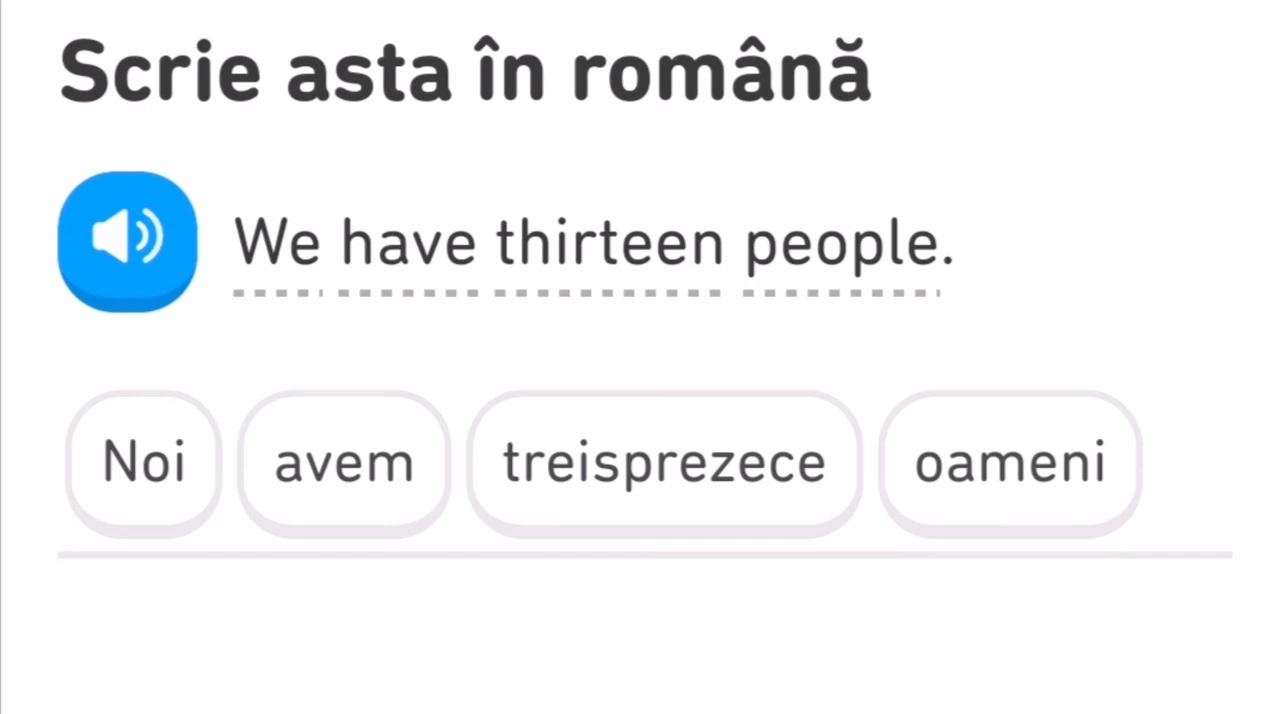 Scrie asta în română
We have thirteen people.
Noi avem treisprezece oameni